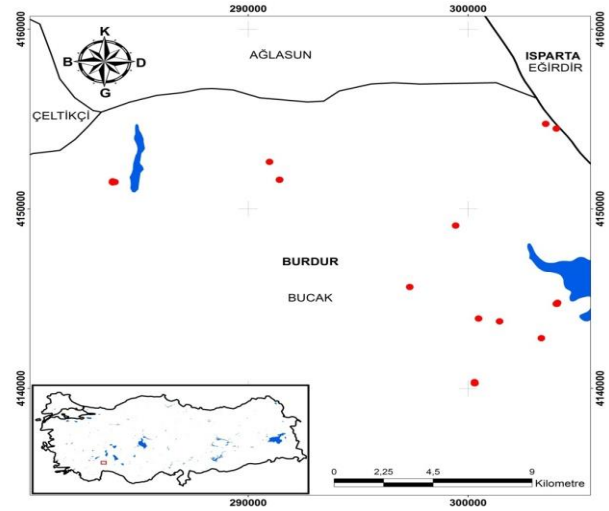 290000 300000
4160000
4160000
K
B D
G
AĞLASUN
ISPARTA
EĞİRDİR
ÇELTİKÇİ
4150000
4150000
BURDUR
BUCAK
4140000
4140000
0 2,25 4,5 9
Kilometre
290000 300000